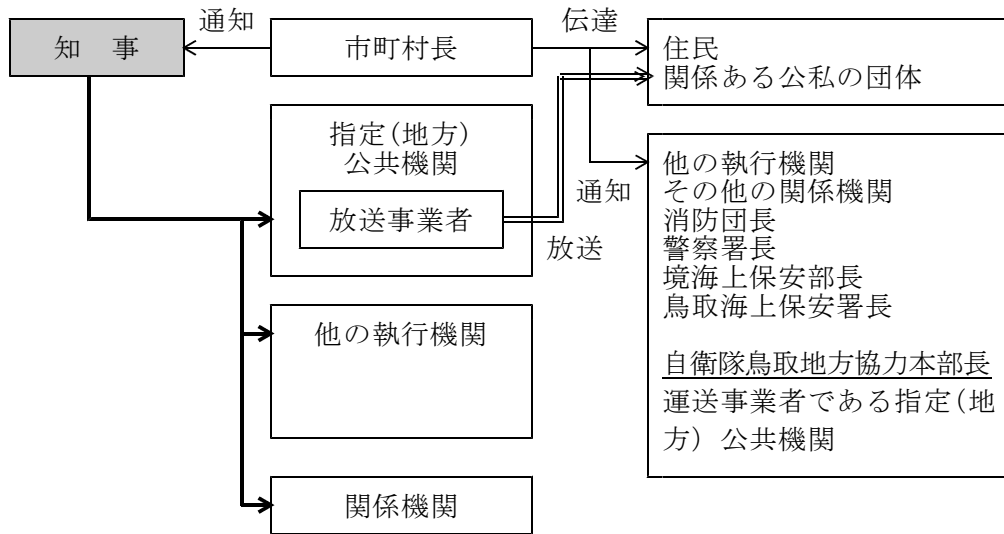 通知
伝達
知　事
市町村長
住民
関係ある公私の団体
指定(地方)
公共機関
放送事業者
通知
放送
他の執行機関
その他の関係機関
消防団長
警察署長
境海上保安部長
鳥取海上保安署長
自衛隊鳥取地方協力本部長
運送事業者である指定(地
方) 公共機関
他の執行機関
関係機関